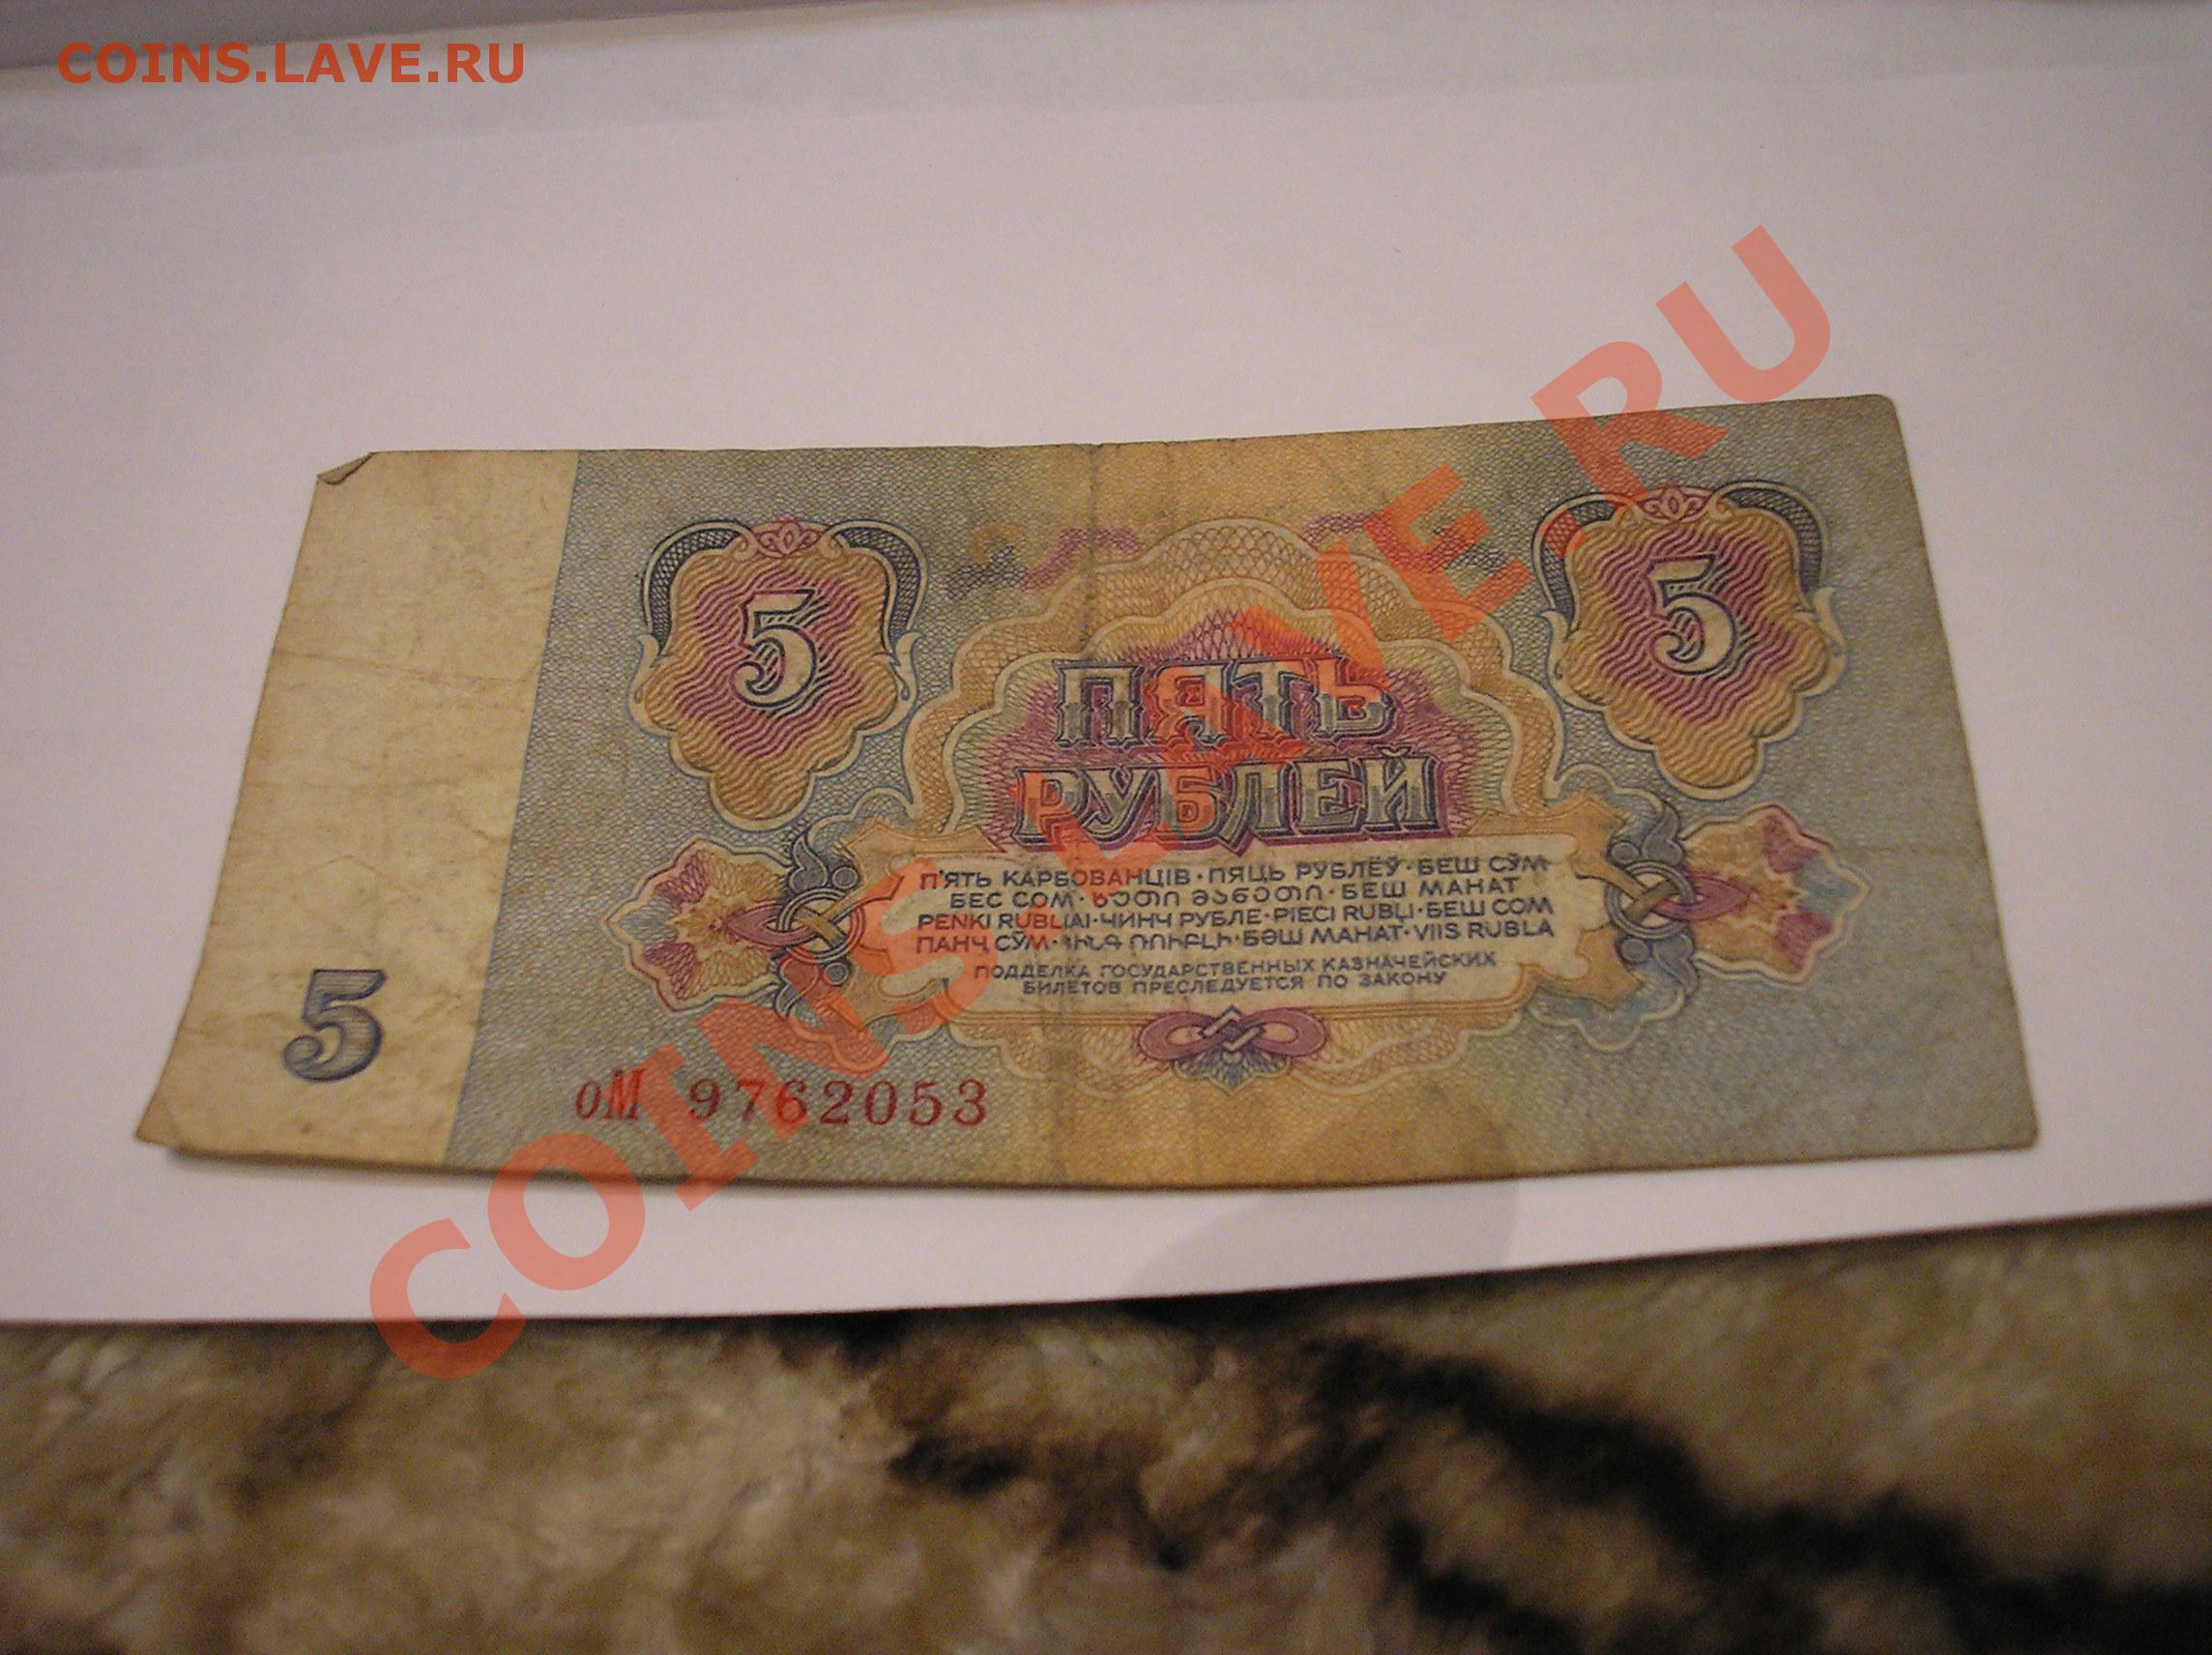 COINS.LAVE.RU
COINS.LAVE.RU
5
5
ПЯТЬ
РУБЛЕЙ
П'ЯТЬ КАРБОВАНЦІВ · ПЯЦЬ РУБЛЁЎ · БЕШ СЎМ
БЕС СОМ · ხუთი მანეთი · БЕШ МАНАТ
PENKI RUBLIAI · ЧИНЧ РУБЛЕ · PIECI RUBĻI · БЕШ СОМ
ПАНҶ СӮМ · ՀԻՆԳ ՌՈՒԲԼԻ · БӘШ МАНАТ · VIIS RUBLA
ПОДДЕЛКА ГОСУДАРСТВЕННЫХ КАЗНАЧЕЙСКИХ
БИЛЕТОВ ПРЕСЛЕДУЕТСЯ ПО ЗАКОНУ
5
оМ 9762053